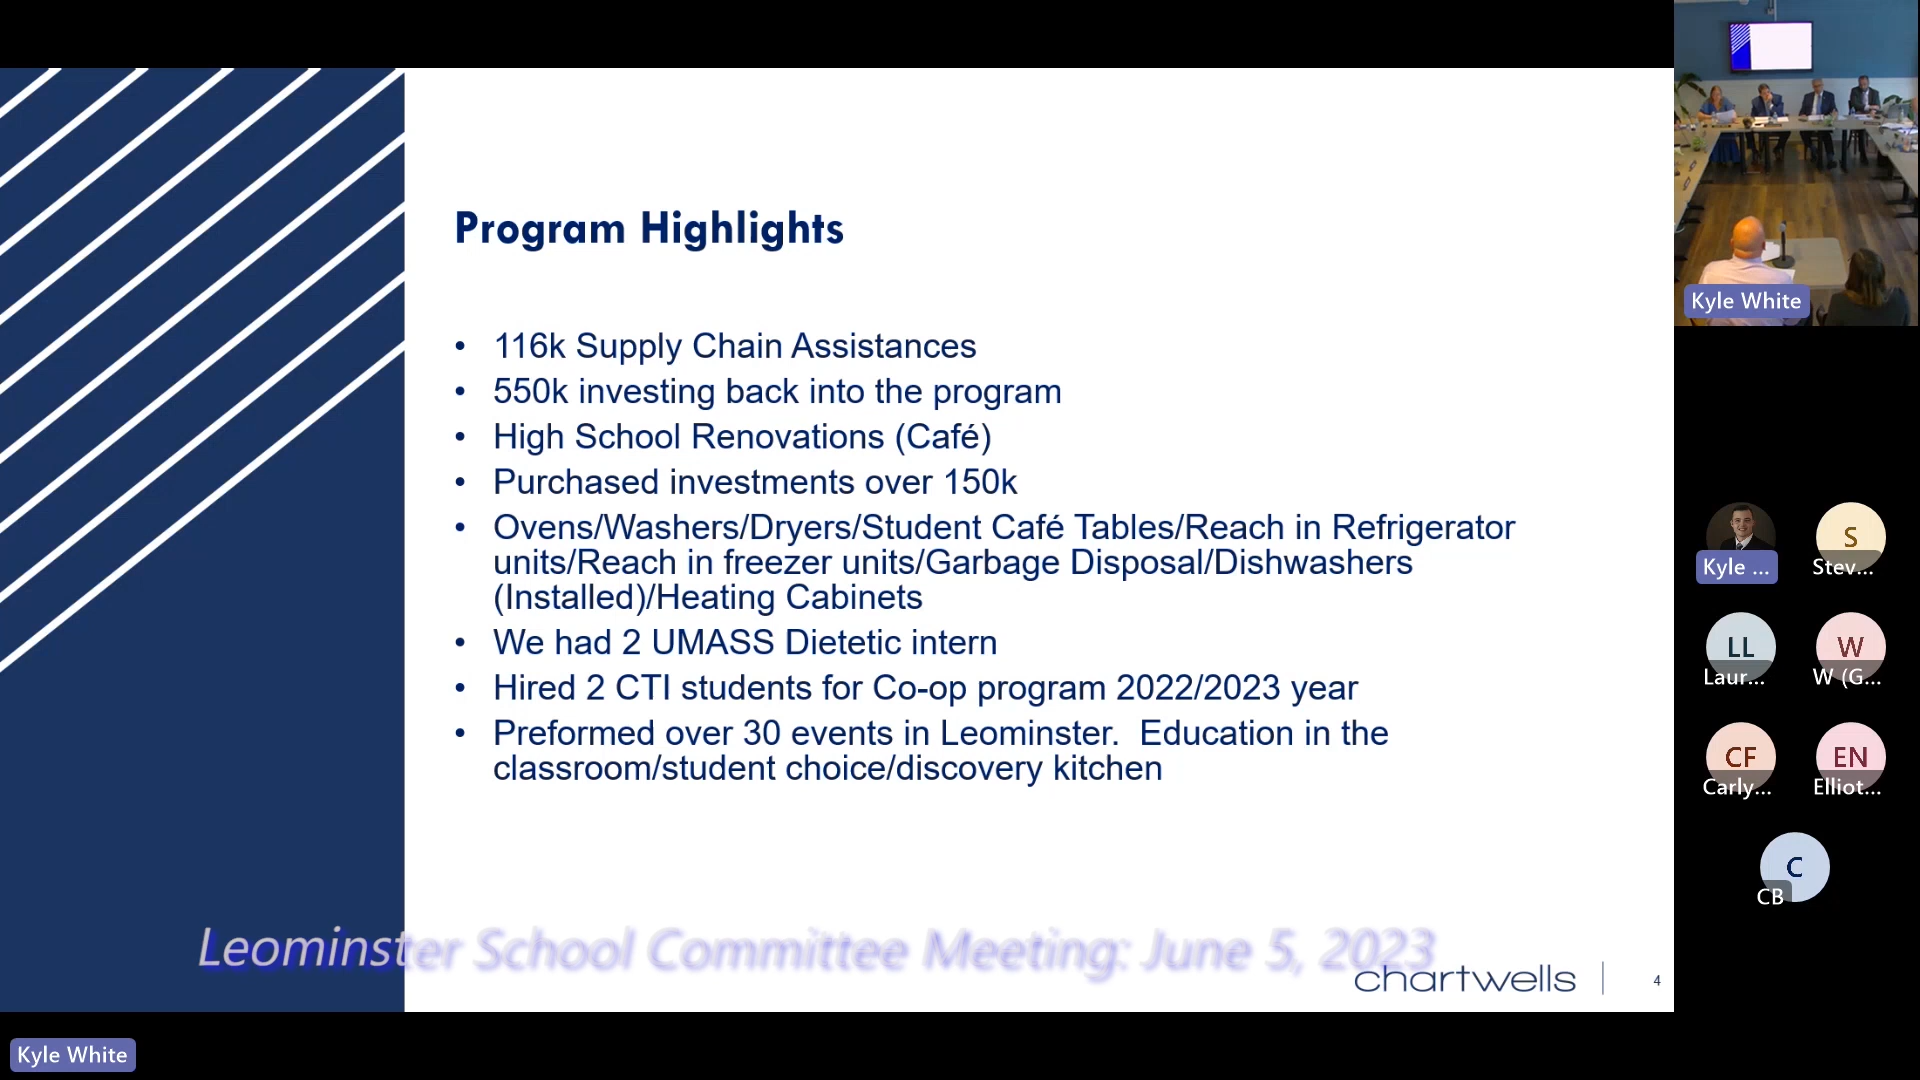 Program Highlights
• 116k Supply Chain Assistances
• 550k investing back into the program
• High School Renovations (Café)
• Purchased investments over 150k
• Ovens/Washers/Dryers/Student Café Tables/Reach in Refrigerator
units/Reach in freezer units/Garbage Disposal/Dishwashers
(Installed)/Heating Cabinets
• We had 2 UMASS Dietetic intern
• Hired 2 CTI students for Co-op program 2022/2023 year
• Preformed over 30 events in Leominster.  Education in the
classroom/student choice/discovery kitchen
Leominster School Committee Meeting: June 5, 2023
chartwells
4
Kyle White
Kyle White
Kyle ...
S
Stev...
LL
Laur...
W
W (G...
CF
Carly...
EN
Elliot...
C
CB